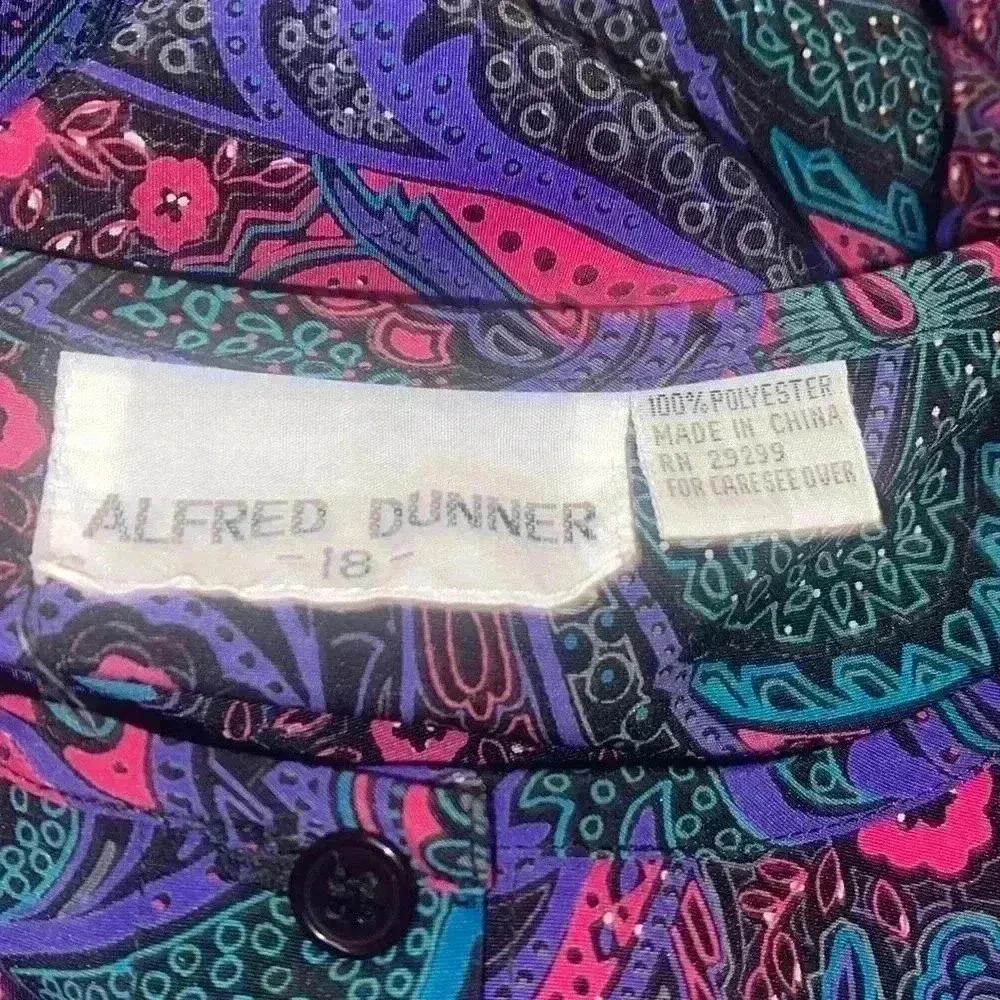 ALFRED DUNNER
- 18 -
100% POLYESTER
MADE IN CHINA
RN 29299
FOR CARE SEE OVER